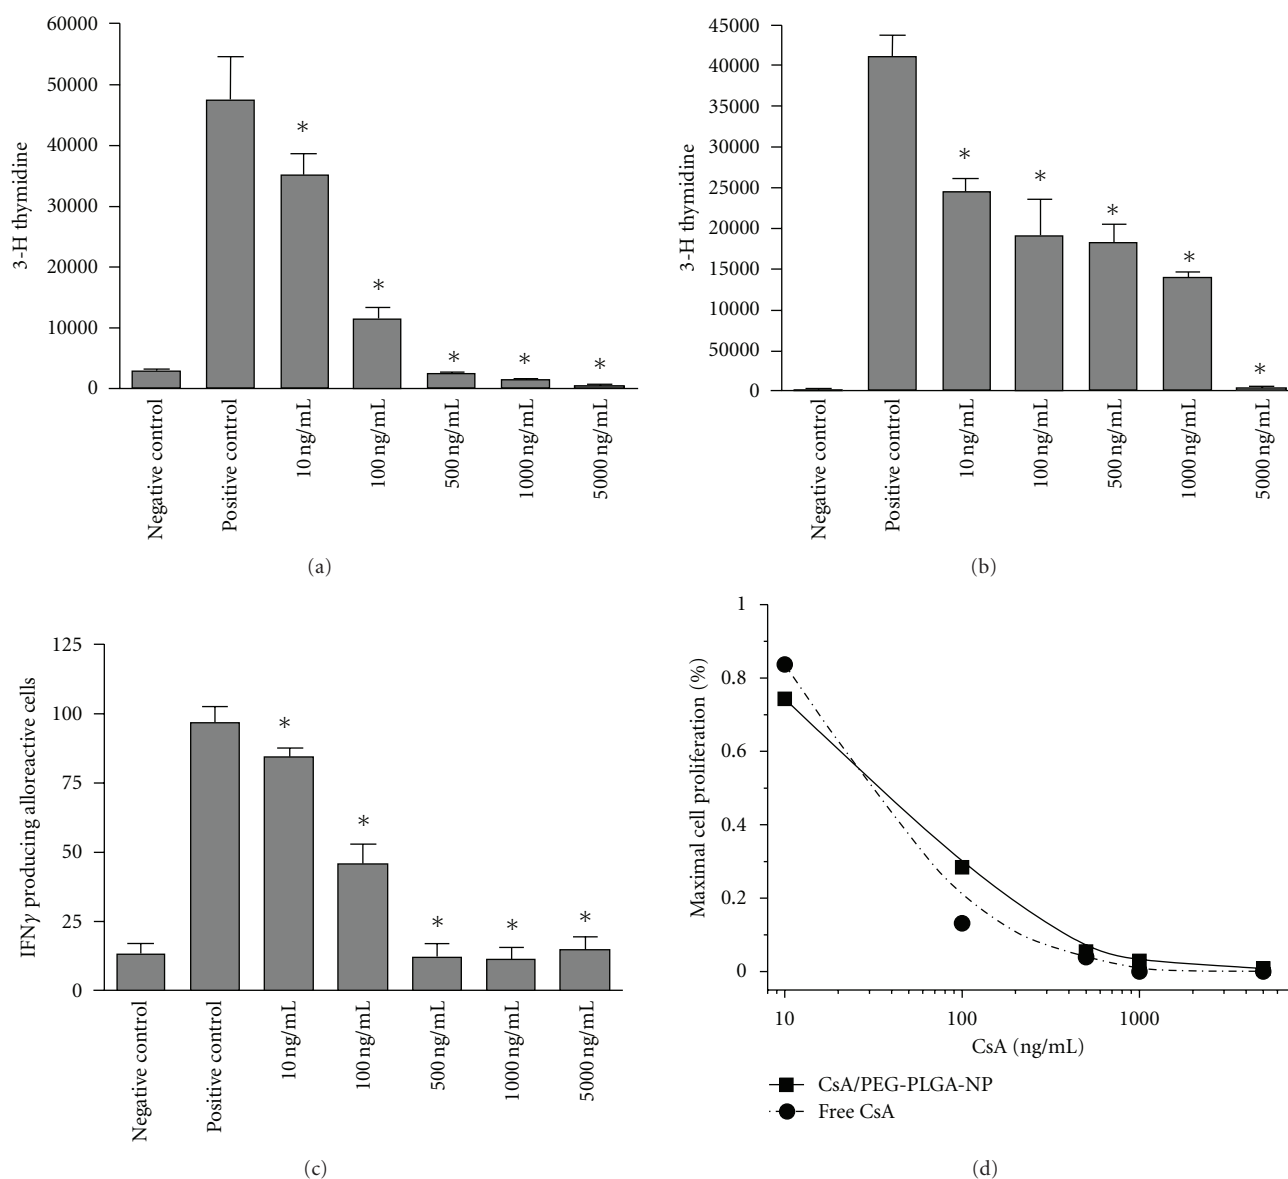 60000
50000
40000
30000
20000
10000
0
3-H thymidine
*
*
*
*
*
Negative control
Positive control
10 ng/mL
100 ng/mL
500 ng/mL
1000 ng/mL
5000 ng/mL
(a)
45000
40000
35000
30000
25000
20000
15000
10000
50000
0
3-H thymidine
*
*
*
*
*
Negative control
Positive control
10 ng/mL
100 ng/mL
500 ng/mL
1000 ng/mL
5000 ng/mL
(b)
125
100
75
50
25
0
IFNγ producing alloreactive cells
*
*
*
*
*
Negative control
Positive control
10 ng/mL
100 ng/mL
500 ng/mL
1000 ng/mL
5000 ng/mL
(c)
1
0.8
0.6
0.4
0.2
0
Maximal cell proliferation (%)
10
100
1000
CsA (ng/mL)
CsA/PEG-PLGA-NP
Free CsA
(d)